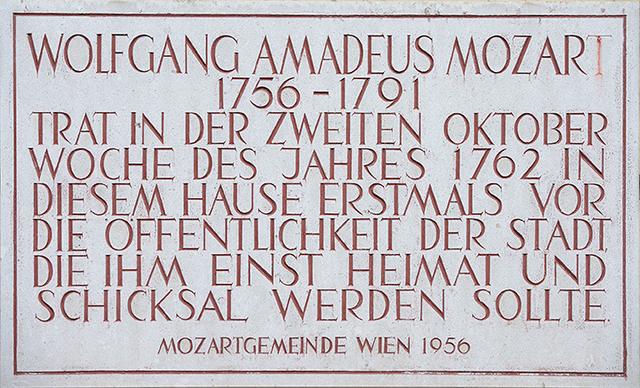 WOLFGANG AMADEUS MOZART
1756 – 1791
TRAT IN DER ZWEITEN OKTOBER
WOCHE DES JAHRES 1762 IN
DIESEM HAUSE ERSTMALS VOR
DIE ÖFFENTLICHKEIT DER STADT,
DIE IHM EINST HEIMAT UND
SCHICKSAL WERDEN SOLLTE.
MOZARTGEMEINDE WIEN 1956